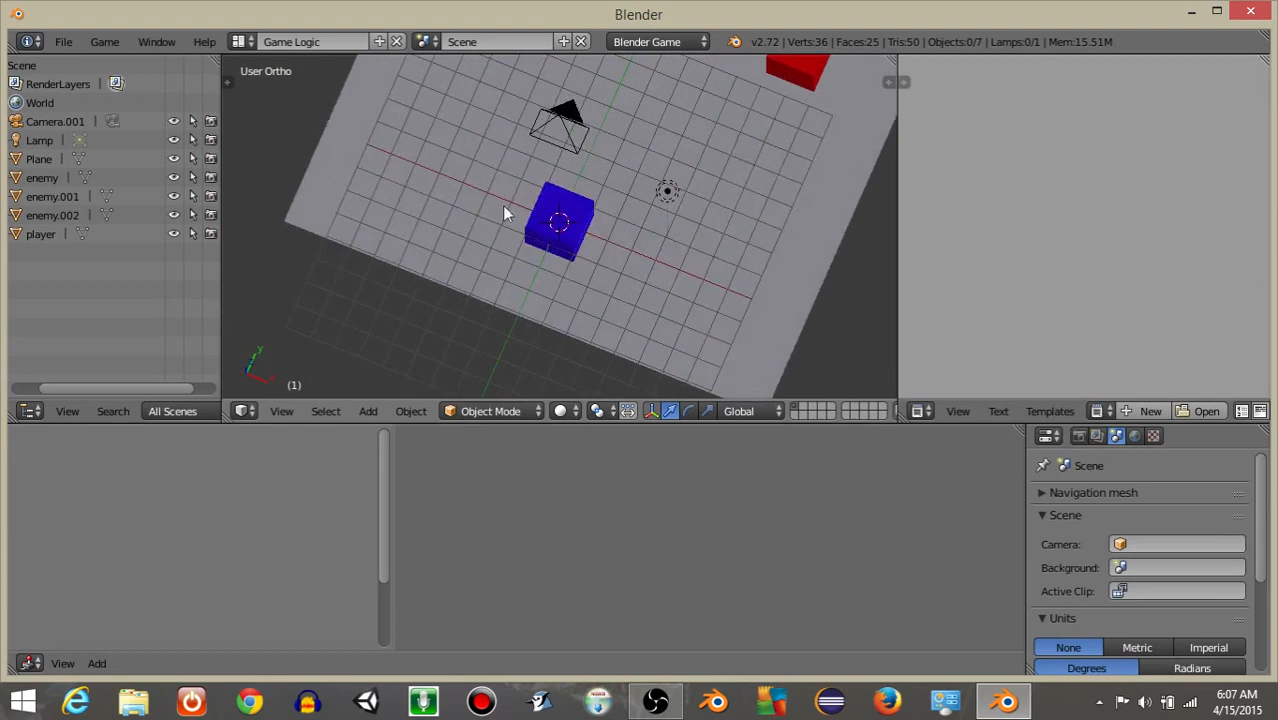 Blender
File Game Window Help Game Logic Scene Blender Game v2.72 | Verts:36 | Faces:25 | Tris:50 | Objects:0/7 | Lamps:0/1 | Mem:15.51M
Scene
RenderLayers
World
Camera.001
Lamp
Plane
enemy
enemy.001
enemy.002
player
User Ortho
(1)
y
x
View Search All Scenes
View Select Add Object Object Mode Global
View Text Templates New Open
Scene
Navigation mesh
Scene
Camera:
Background:
Active Clip:
Units
None Metric Imperial
Degrees Radians
View Add
6:07 AM
4/15/2015